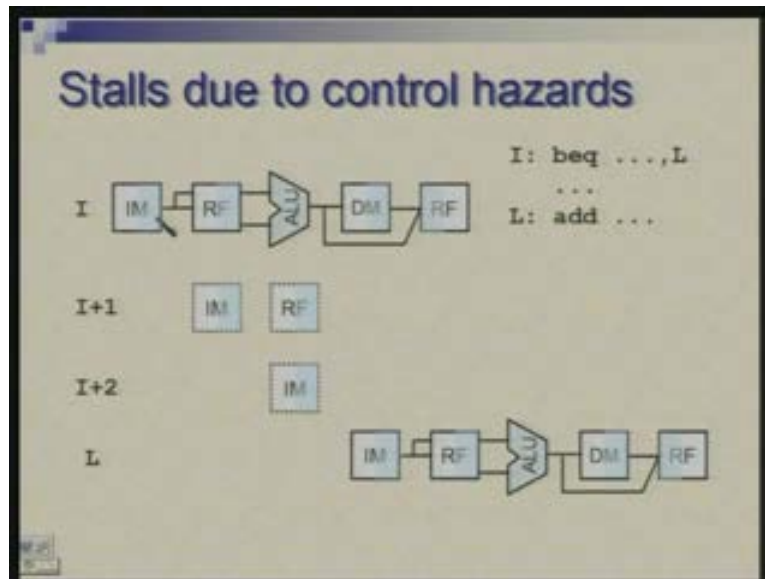 Stalls due to control hazards
I: beq ...,L
...
L: add ...
I IM RF ALU DM RF
I+1 IM RF
I+2 IM
L IM RF ALU DM RF